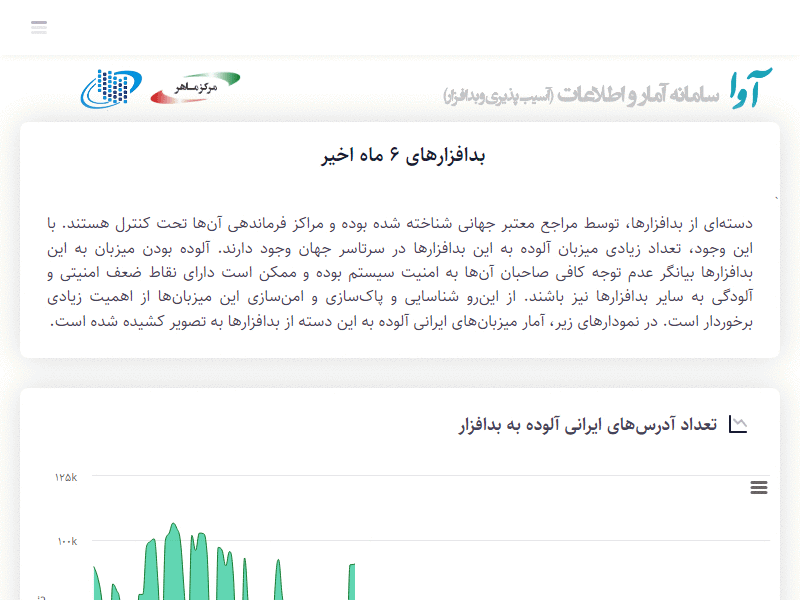 آوا
سامانه آمار و اطلاعات (آسیب‌پذیری و بدافزار)
مرکز ماهر
بدافزارهای ۶ ماه اخیر
دسته‌ای از بدافزارها، توسط مراجع معتبر جهانی شناخته شده بوده و مراکز فرماندهی آن‌ها تحت کنترل هستند. با
این وجود، تعداد زیادی میزبان آلوده به این بدافزارها در سرتاسر جهان وجود دارند. آلوده بودن میزبان به این
بدافزارها بیانگر عدم توجه کافی صاحبان آن‌ها به امنیت سیستم بوده و ممکن است دارای نقاط ضعف امنیتی و
آلودگی به سایر بدافزارها نیز باشند. از این‌رو شناسایی و پاک‌سازی و امن‌سازی این میزبان‌ها از اهمیت زیادی
برخوردار است. در نمودارهای زیر، آمار میزبان‌های ایرانی آلوده به این دسته از بدافزارها به تصویر کشیده شده است.
تعداد آدرس‌های ایرانی آلوده به بدافزار
۱۲۵k
۱۰۰k